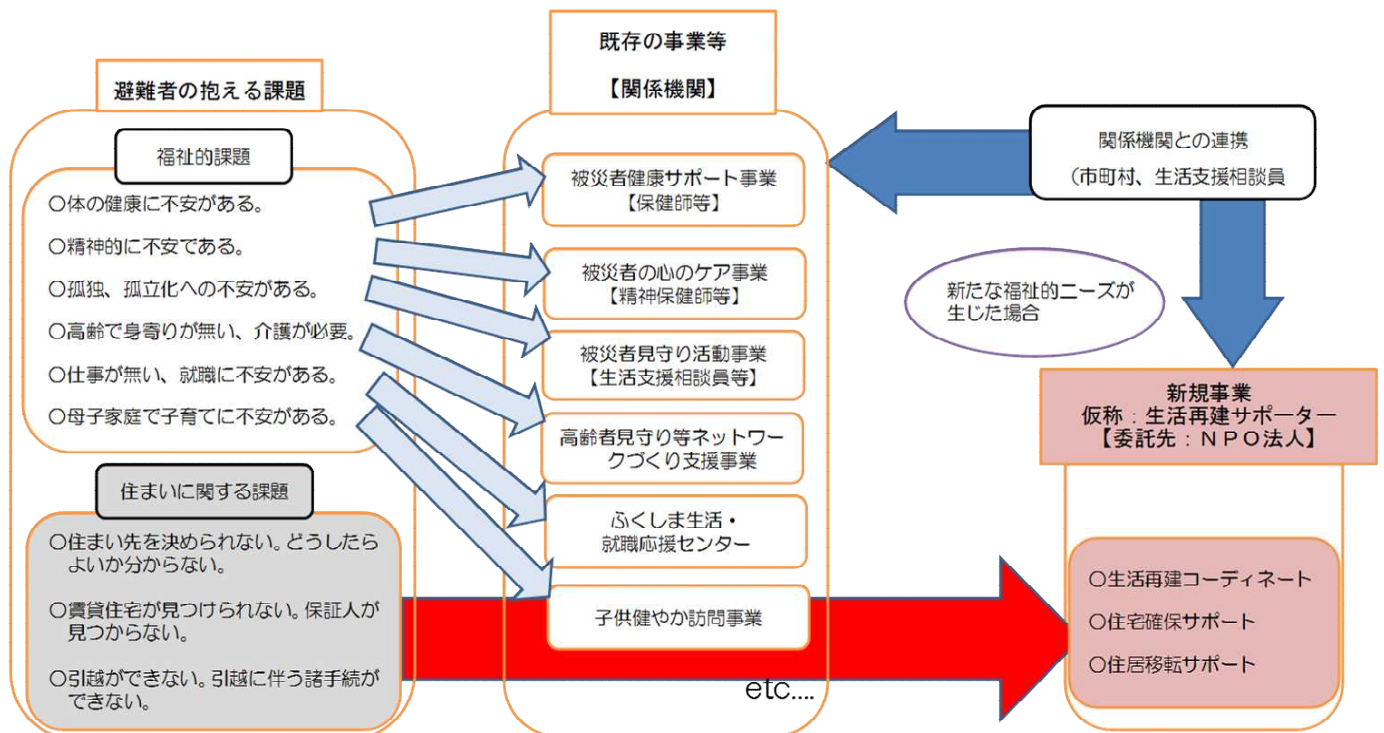 避難者の抱える課題
福祉的課題
○体の健康に不安がある。
○精神的に不安である。
○孤独、孤立化への不安がある。
○高齢で身寄りが無い、介護が必要。
○仕事が無い、就職に不安がある。
○母子家庭で子育てに不安がある。
住まいに関する課題
○住まい先を決められない。どうしたら
よいか分からない。
○賃貸住宅が見つけられない。保証人が
見つからない。
○引越ができない。引越に伴う諸手続が
できない。
既存の事業等
【関係機関】
被災者健康サポート事業
【保健師等】
被災者の心のケア事業
【精神保健師等】
被災者見守り活動事業
【生活支援相談員等】
高齢者見守り等ネットワー
クづくり支援事業
ふくしま生活・
就職応援センター
子供健やか訪問事業
etc....
関係機関との連携
（市町村、生活支援相談員
新たな福祉的ニーズが
生じた場合
新規事業
仮称：生活再建サポーター
【委託先：ＮＰＯ法人】
○生活再建コーディネート
○住宅確保サポート
○住居移転サポート